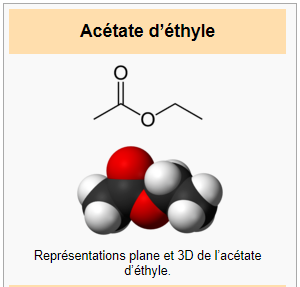 Acétate d’éthyle
O
O
Représentations plane et 3D de l’acétate
d’éthyle.